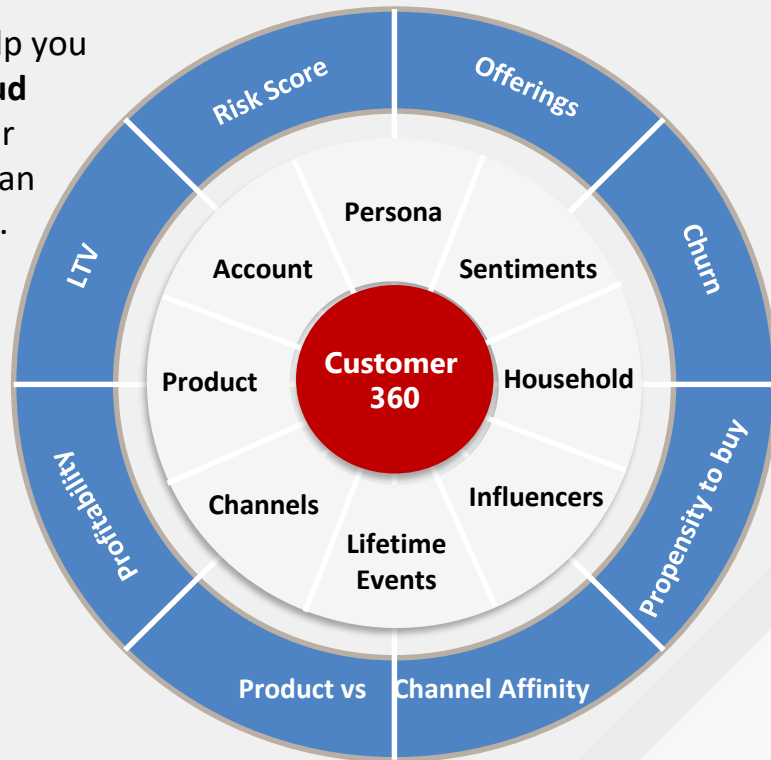 lp you
ud
r
an
.
Risk Score
Offerings
Churn
Propensity to buy
Product vs Channel Affinity
Profitability
LTV
Persona
Sentiments
Household
Influencers
Lifetime
Events
Channels
Product
Account
Customer
360